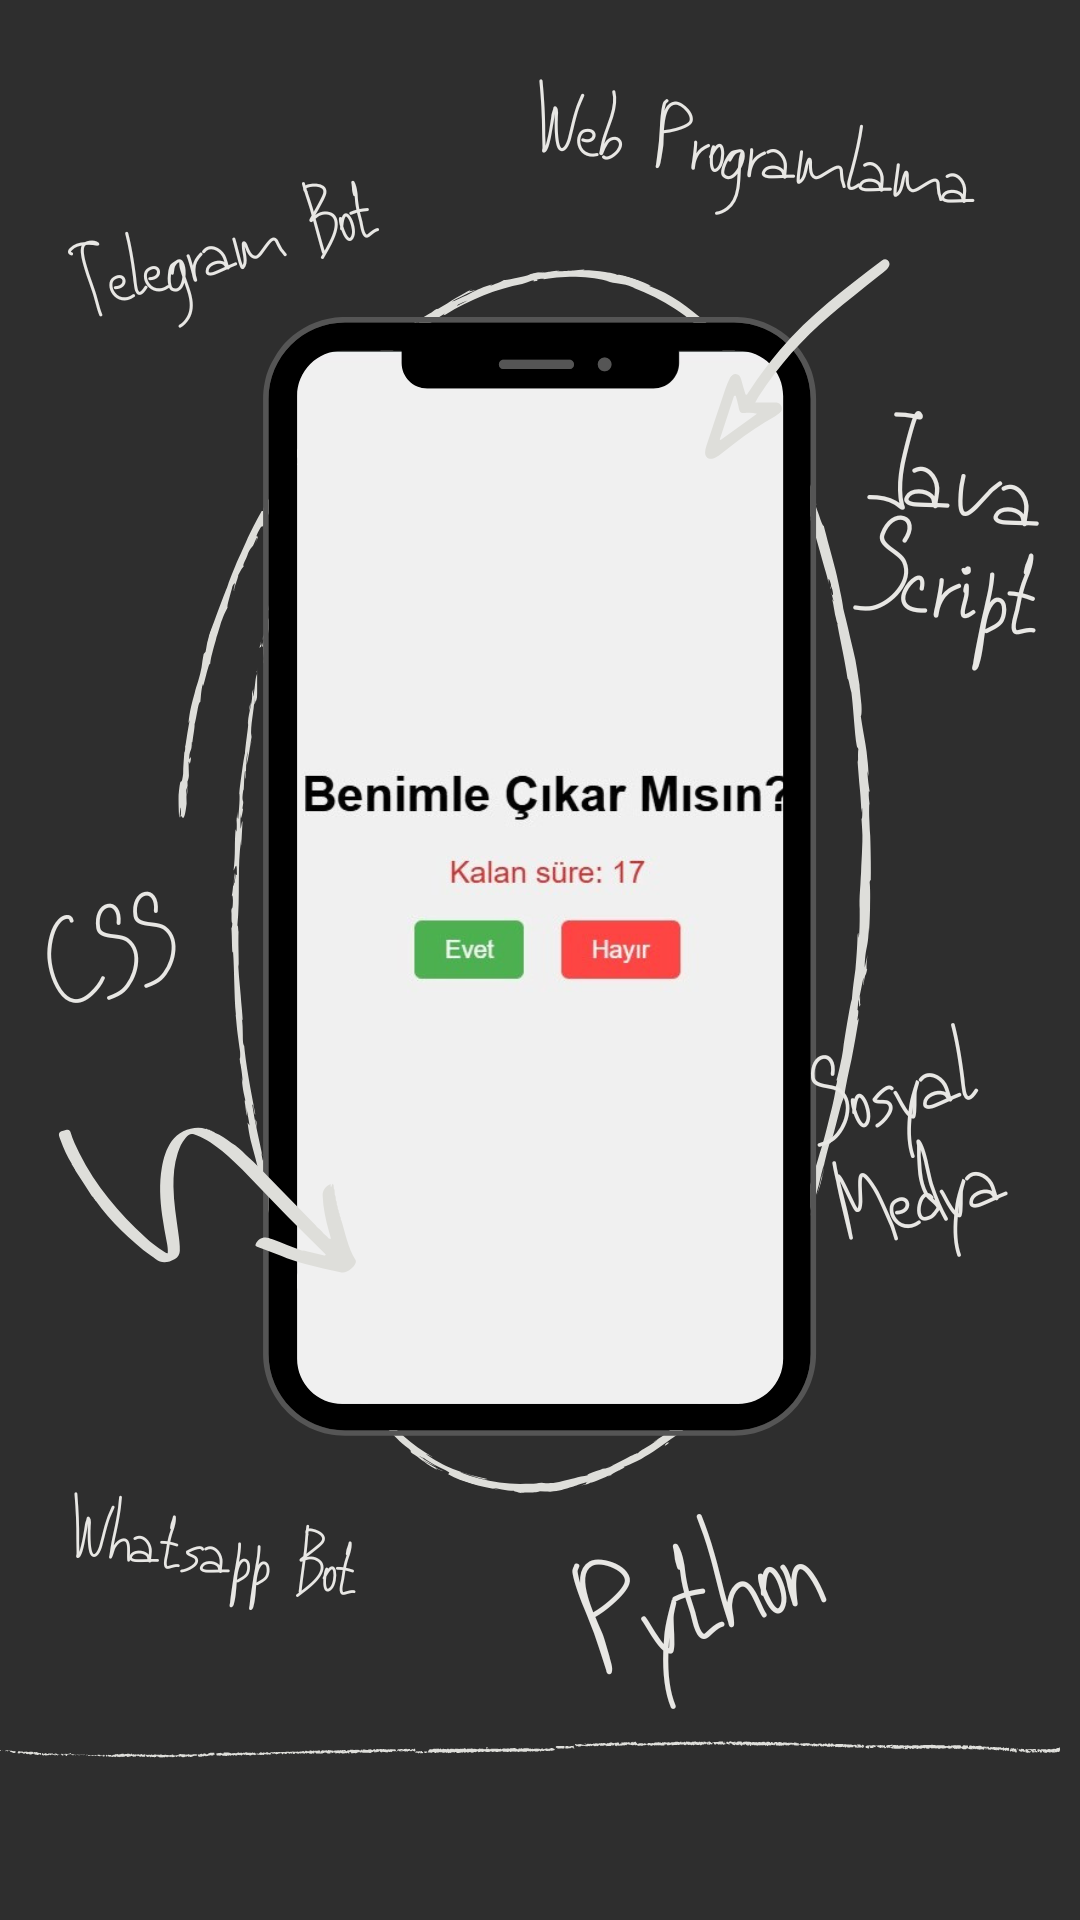 Web Programlama
Telegram Bot
Java
Script
Benimle Çıkar Mısın?
Kalan süre: 17
CSS
Evet
Hayır
Sosyal
Medya
Whatsapp Bot
Python